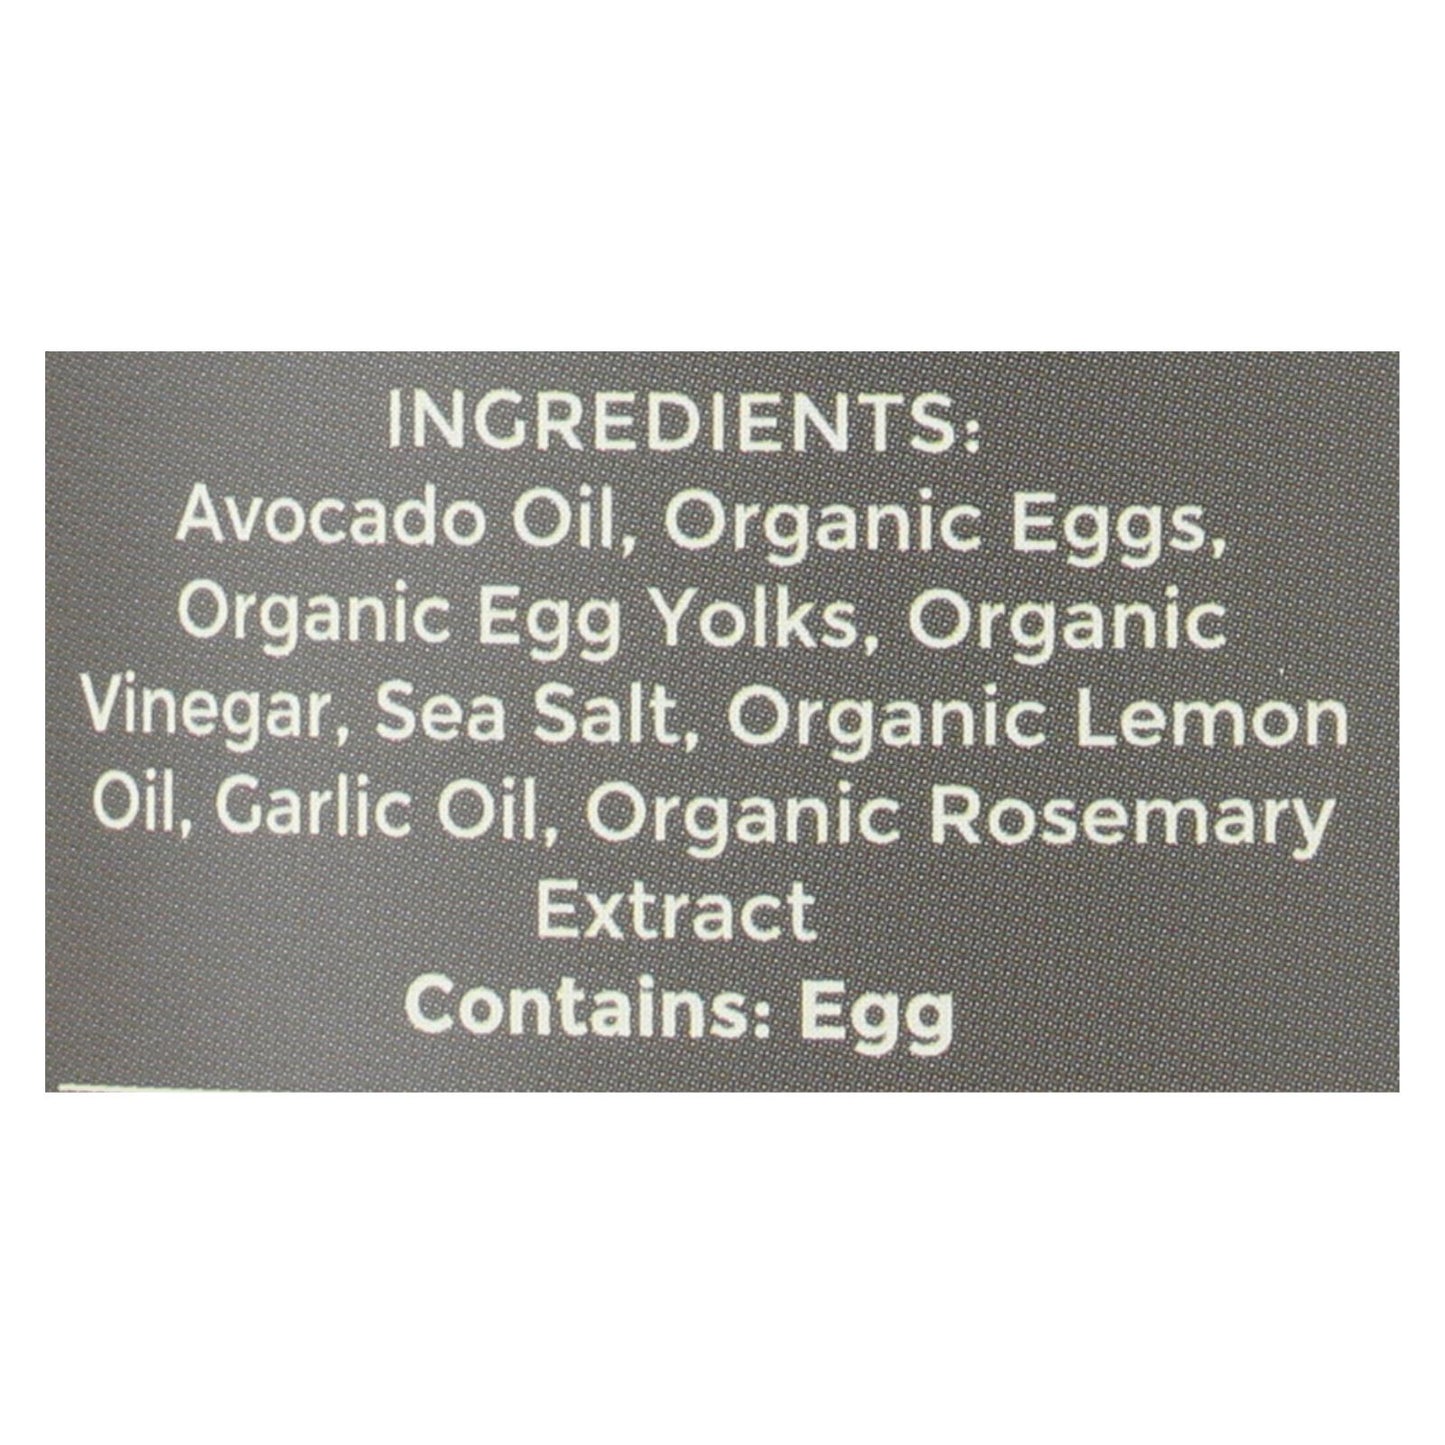 INGREDIENTS:
Avocado Oil, Organic Eggs,
Organic Egg Yolks, Organic
Vinegar, Sea Salt, Organic Lemon
Oil, Garlic Oil, Organic Rosemary
Extract
Contains: Egg